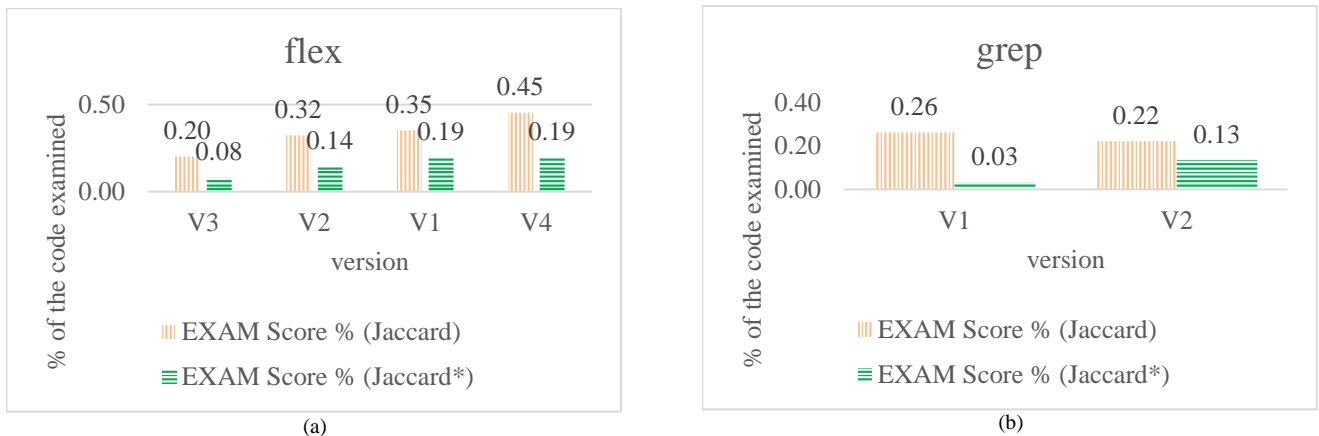 flex
% of the code examined
0.50
0.00
0.20
0.08
0.32
0.14
0.35
0.19
0.45
0.19
V3 V2 V1 V4
version
EXAM Score % (Jaccard)
EXAM Score % (Jaccard*)
(a)
grep
% of the code examined
0.40
0.20
0.00
0.26
0.03
0.22
0.13
V1 V2
version
EXAM Score % (Jaccard)
EXAM Score % (Jaccard*)
(b)